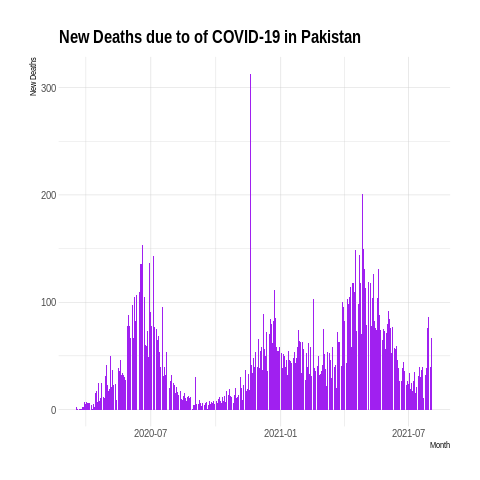 New Deaths due to of COVID-19 in Pakistan
New Deaths
300
200
100
0
2020-07
2021-01
2021-07
Month